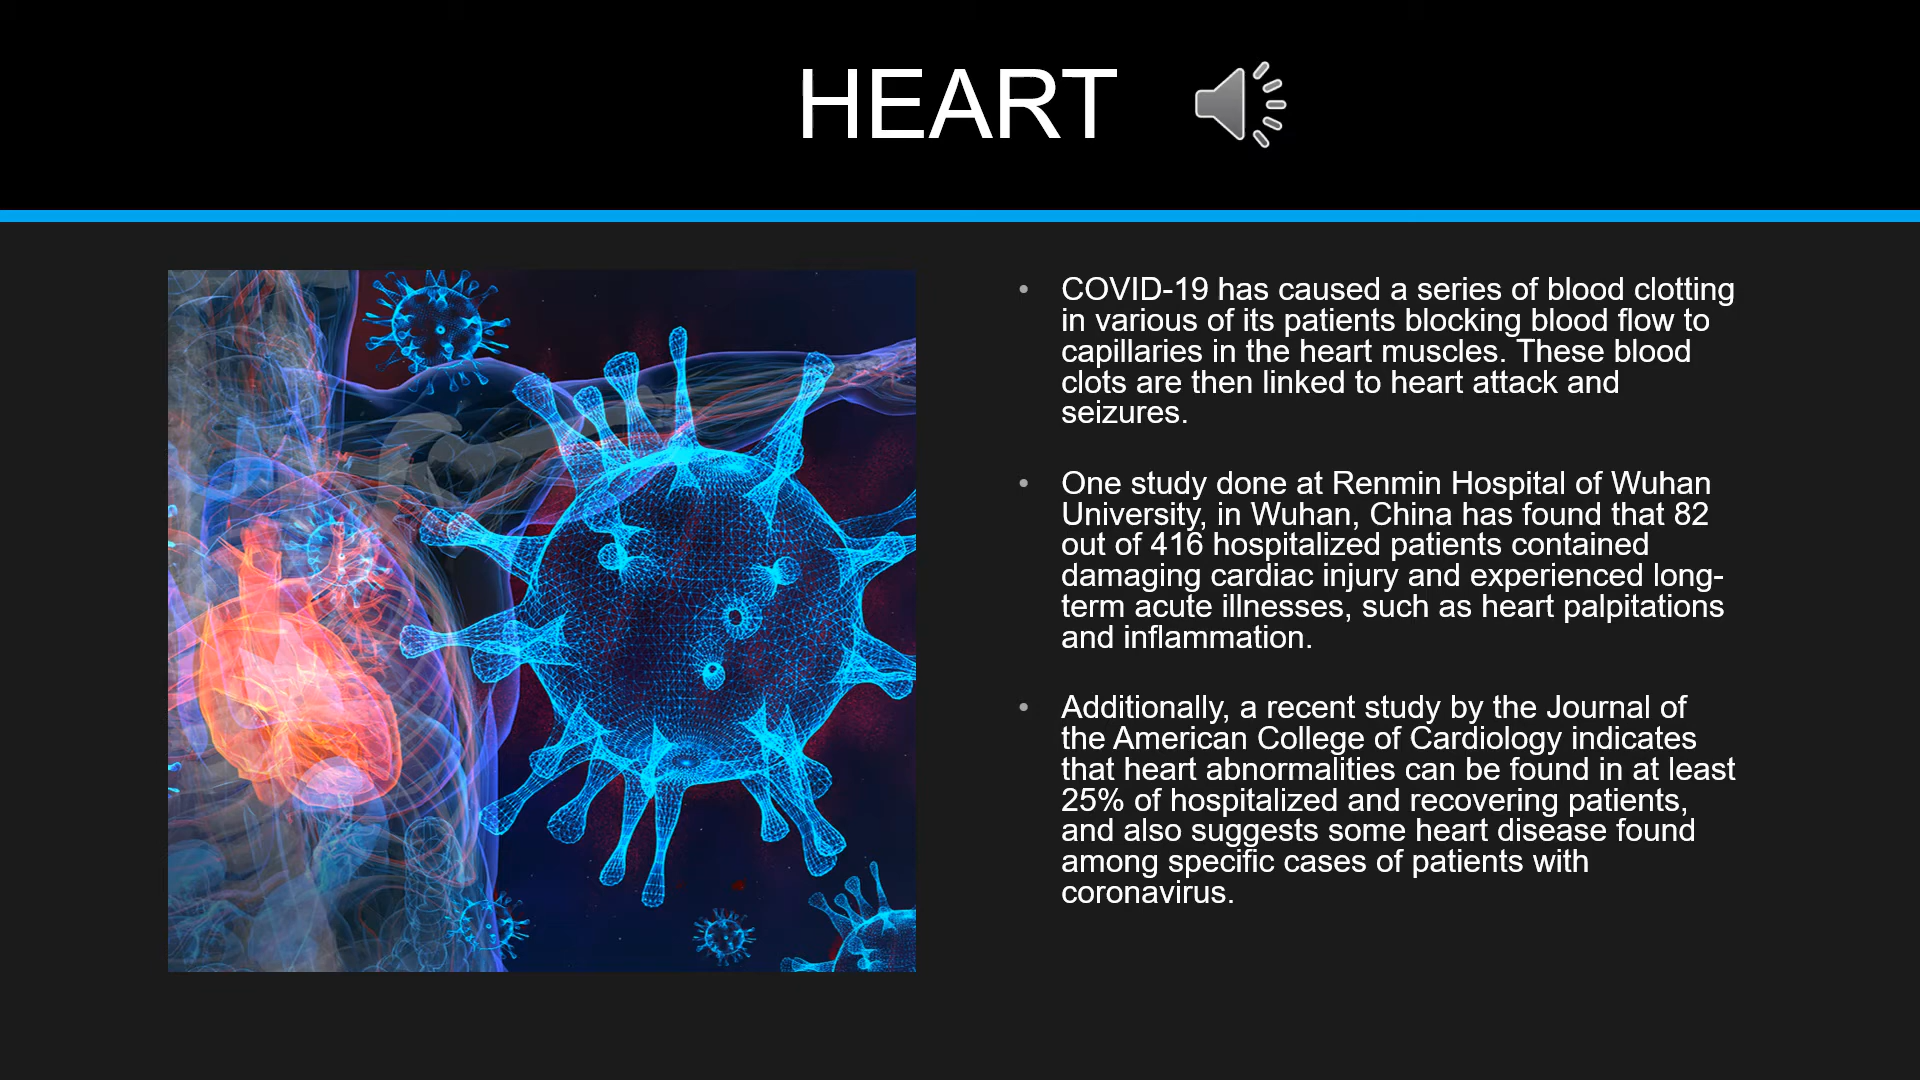 HEART
• COVID-19 has caused a series of blood clotting
in various of its patients blocking blood flow to
capillaries in the heart muscles. These blood
clots are then linked to heart attack and
seizures.
• One study done at Renmin Hospital of Wuhan
University, in Wuhan, China has found that 82
out of 416 hospitalized patients contained
damaging cardiac injury and experienced long-
term acute illnesses, such as heart palpitations
and inflammation.
• Additionally, a recent study by the Journal of
the American College of Cardiology indicates
that heart abnormalities can be found in at least
25% of hospitalized and recovering patients,
and also suggests some heart disease found
among specific cases of patients with
coronavirus.